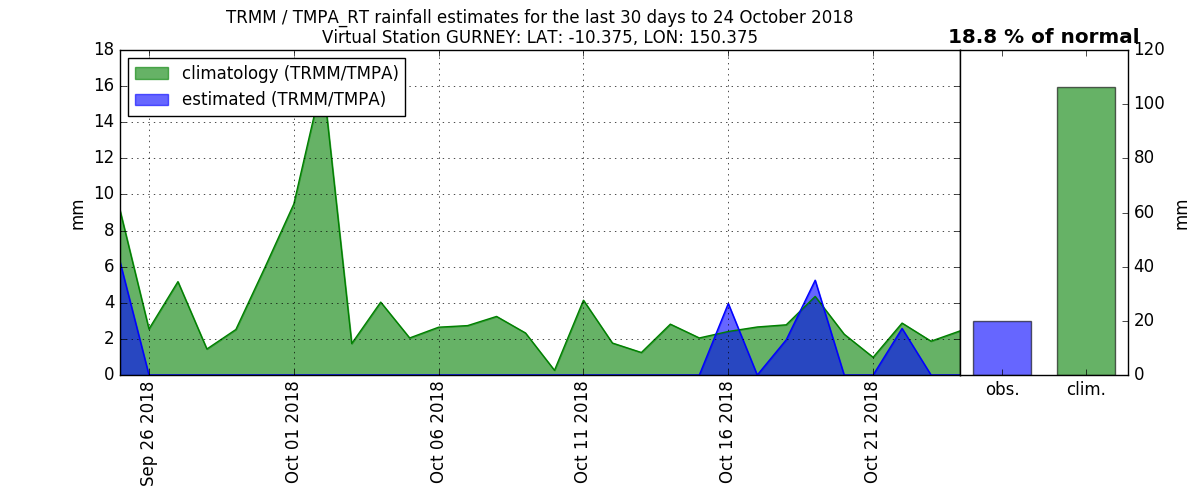 TRMM / TMPA_RT rainfall estimates for the last 30 days to 24 October 2018
Virtual Station GURNEY: LAT: -10.375, LON: 150.375
18.8 % of normal
climatology (TRMM/TMPA)
estimated (TRMM/TMPA)
18
16
14
12
10
8
6
4
2
0
mm
Sep 26 2018
Oct 01 2018
Oct 06 2018
Oct 11 2018
Oct 16 2018
Oct 21 2018
120
100
80
60
40
20
0
mm
obs.
clim.